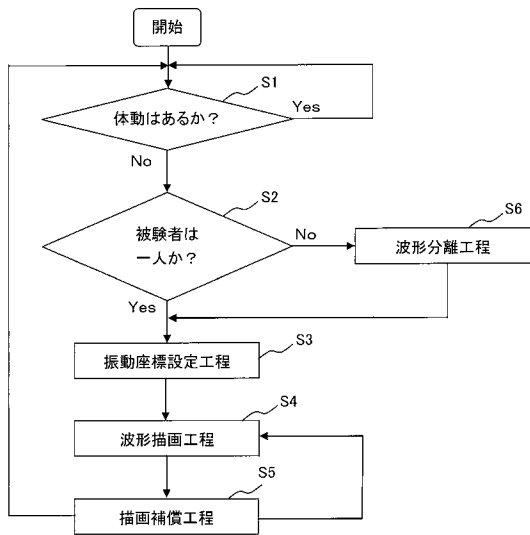 開始
S1
体動はあるか？
Yes
No
S2
被験者は
一人か？
No
S6
波形分離工程
Yes
S3
振動座標設定工程
S4
波形描画工程
S5
描画補償工程